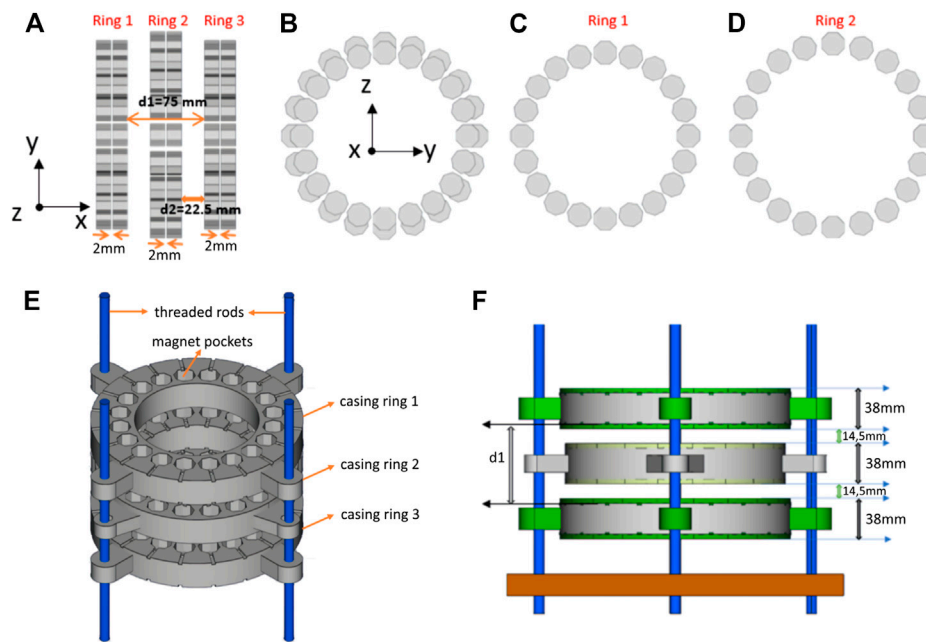 A
Ring 1
Ring 2
Ring 3
d1=75 mm
d2=22.5 mm
y
z
x
2mm
2mm
2mm
B
z
x
y
C
Ring 1
D
Ring 2
E
threaded rods
magnet pockets
casing ring 1
casing ring 2
casing ring 3
F
d1
38mm
14,5mm
38mm
14,5mm
38mm